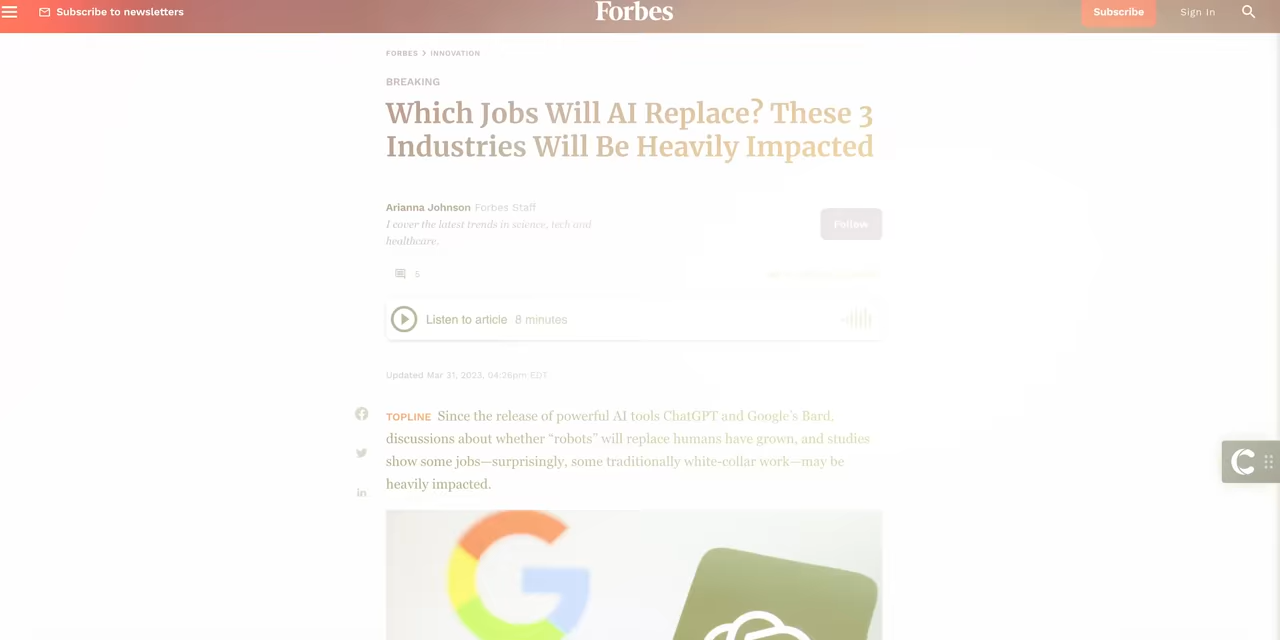 Subscribe to newsletters
Forbes
Subscribe
Sign In
FORBES > INNOVATION
BREAKING
Which Jobs Will AI Replace? These 3
Industries Will Be Heavily Impacted
Arianna Johnson Forbes Staff
I cover the latest trends in science, tech and
healthcare.
Follow
5
Listen to article 8 minutes
Updated Mar 31, 2023, 04:26pm EDT
TOPLINE Since the release of powerful AI tools ChatGPT and Google’s Bard,
discussions about whether “robots” will replace humans have grown, and studies
show some jobs—surprisingly, some traditionally white-collar work—may be
heavily impacted.